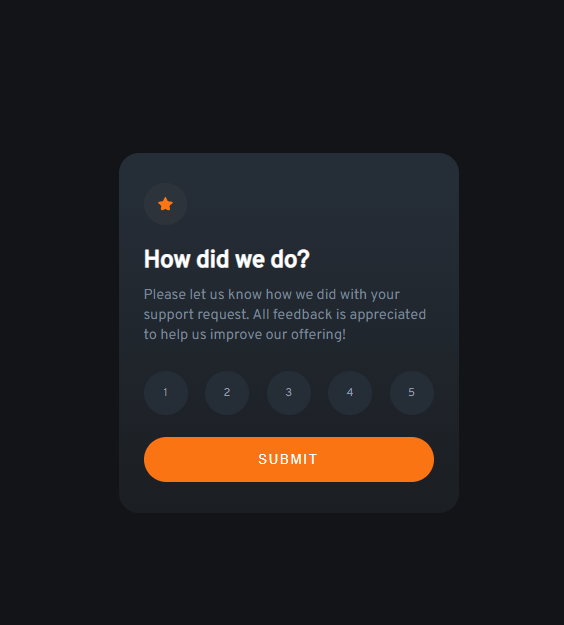 How did we do?
Please let us know how we did with your
support request. All feedback is appreciated
to help us improve our offering!
1 2 3 4 5
SUBMIT